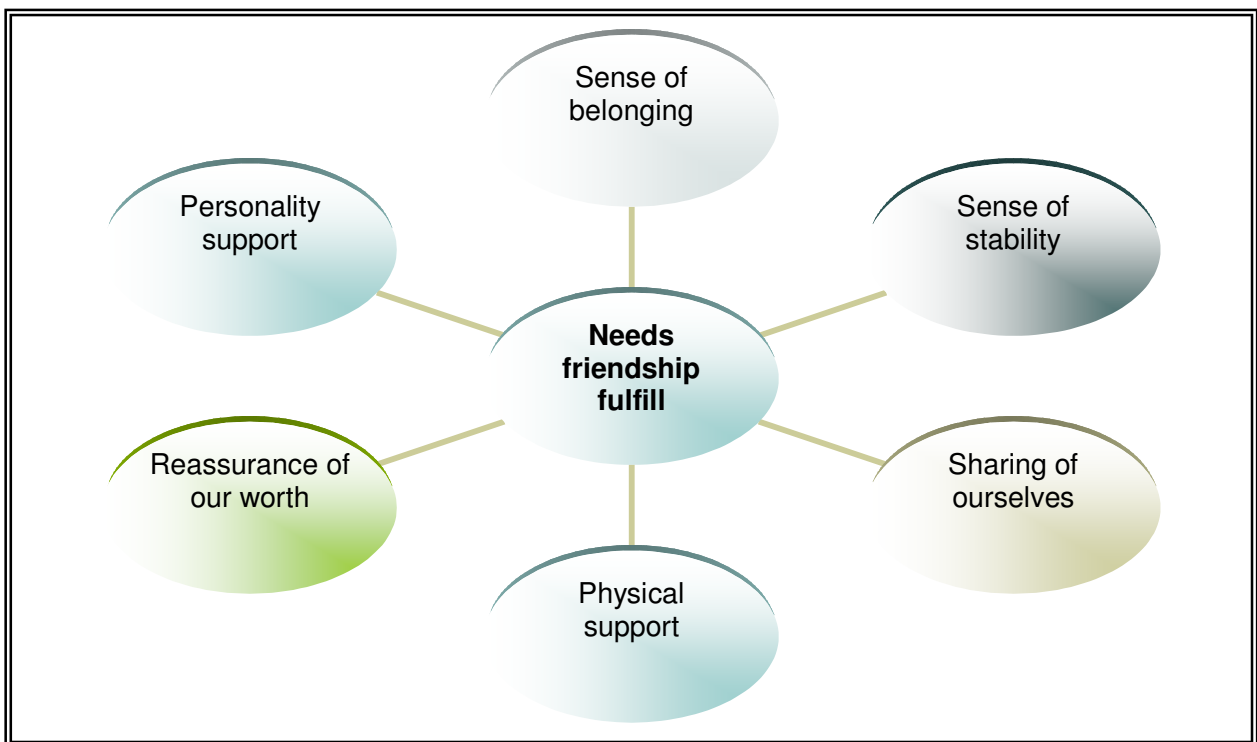 Sense of
belonging
Personality
support
Sense of
stability
Needs
friendship
fulfill
Reassurance of
our worth
Sharing of
ourselves
Physical
support